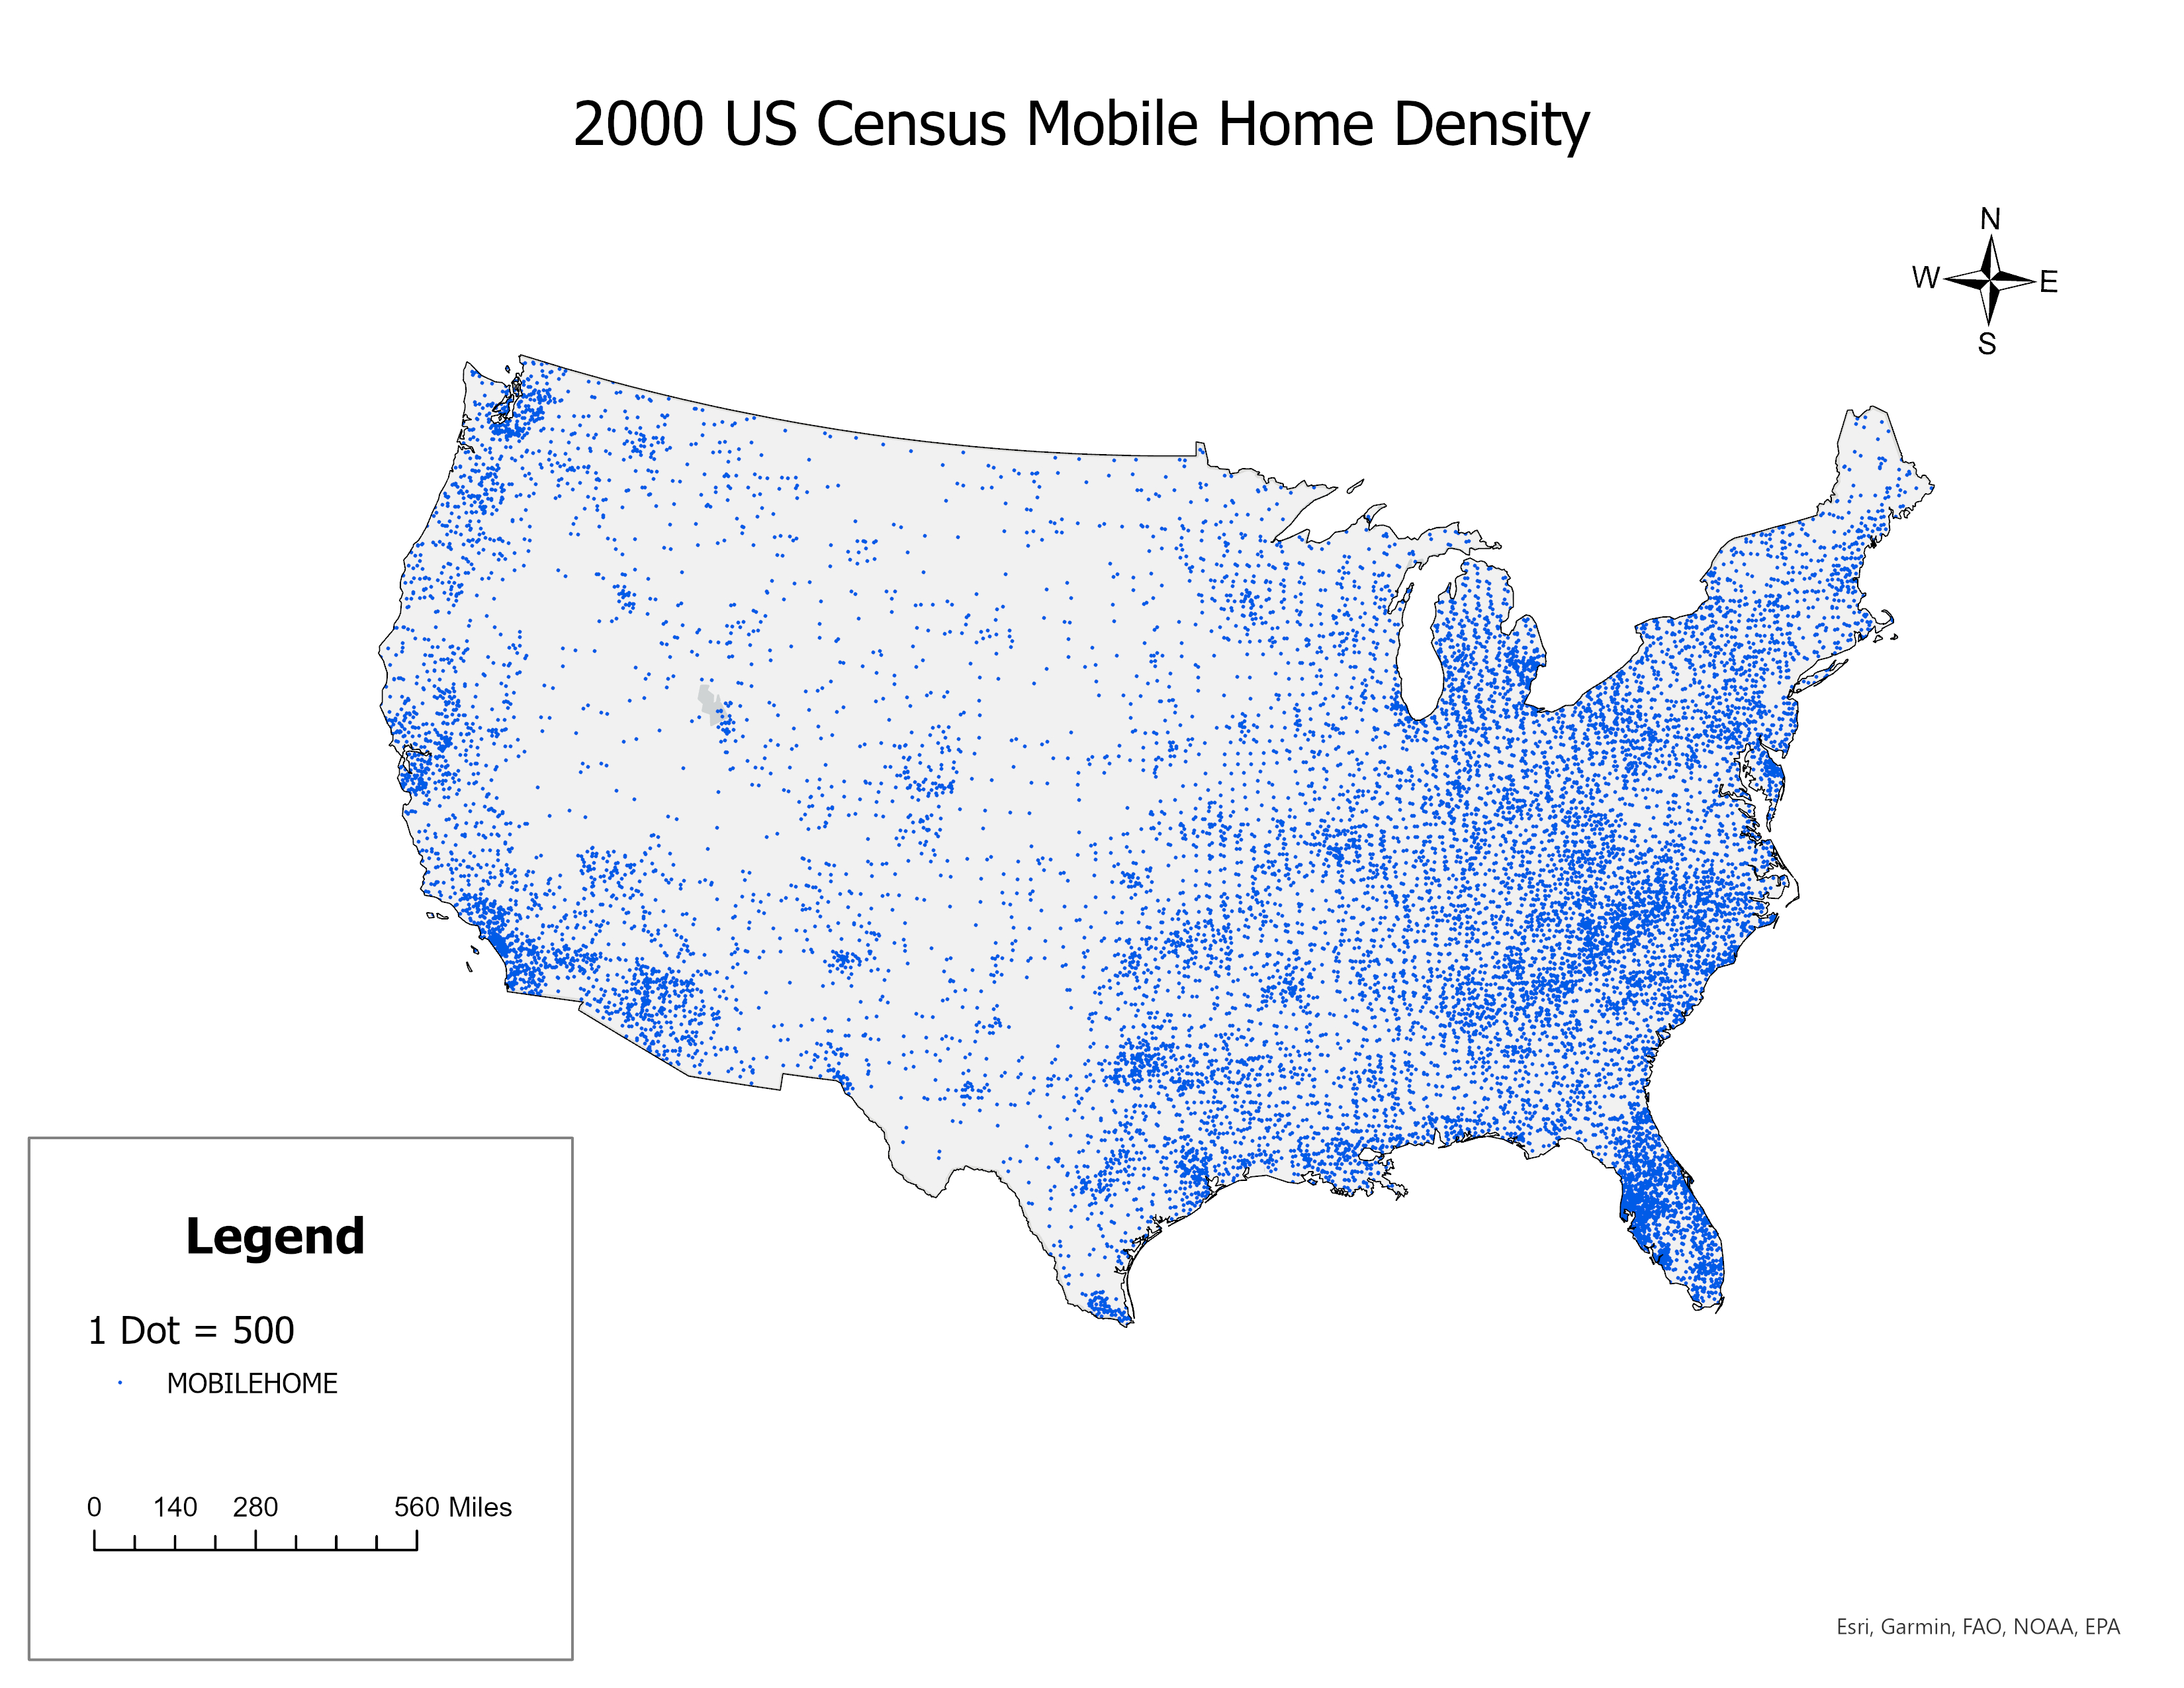 2000 US Census Mobile Home Density
N
W E
S
Legend
1 Dot = 500
MOBILEHOME
0 140 280 560 Miles
Esri, Garmin, FAO, NOAA, EPA